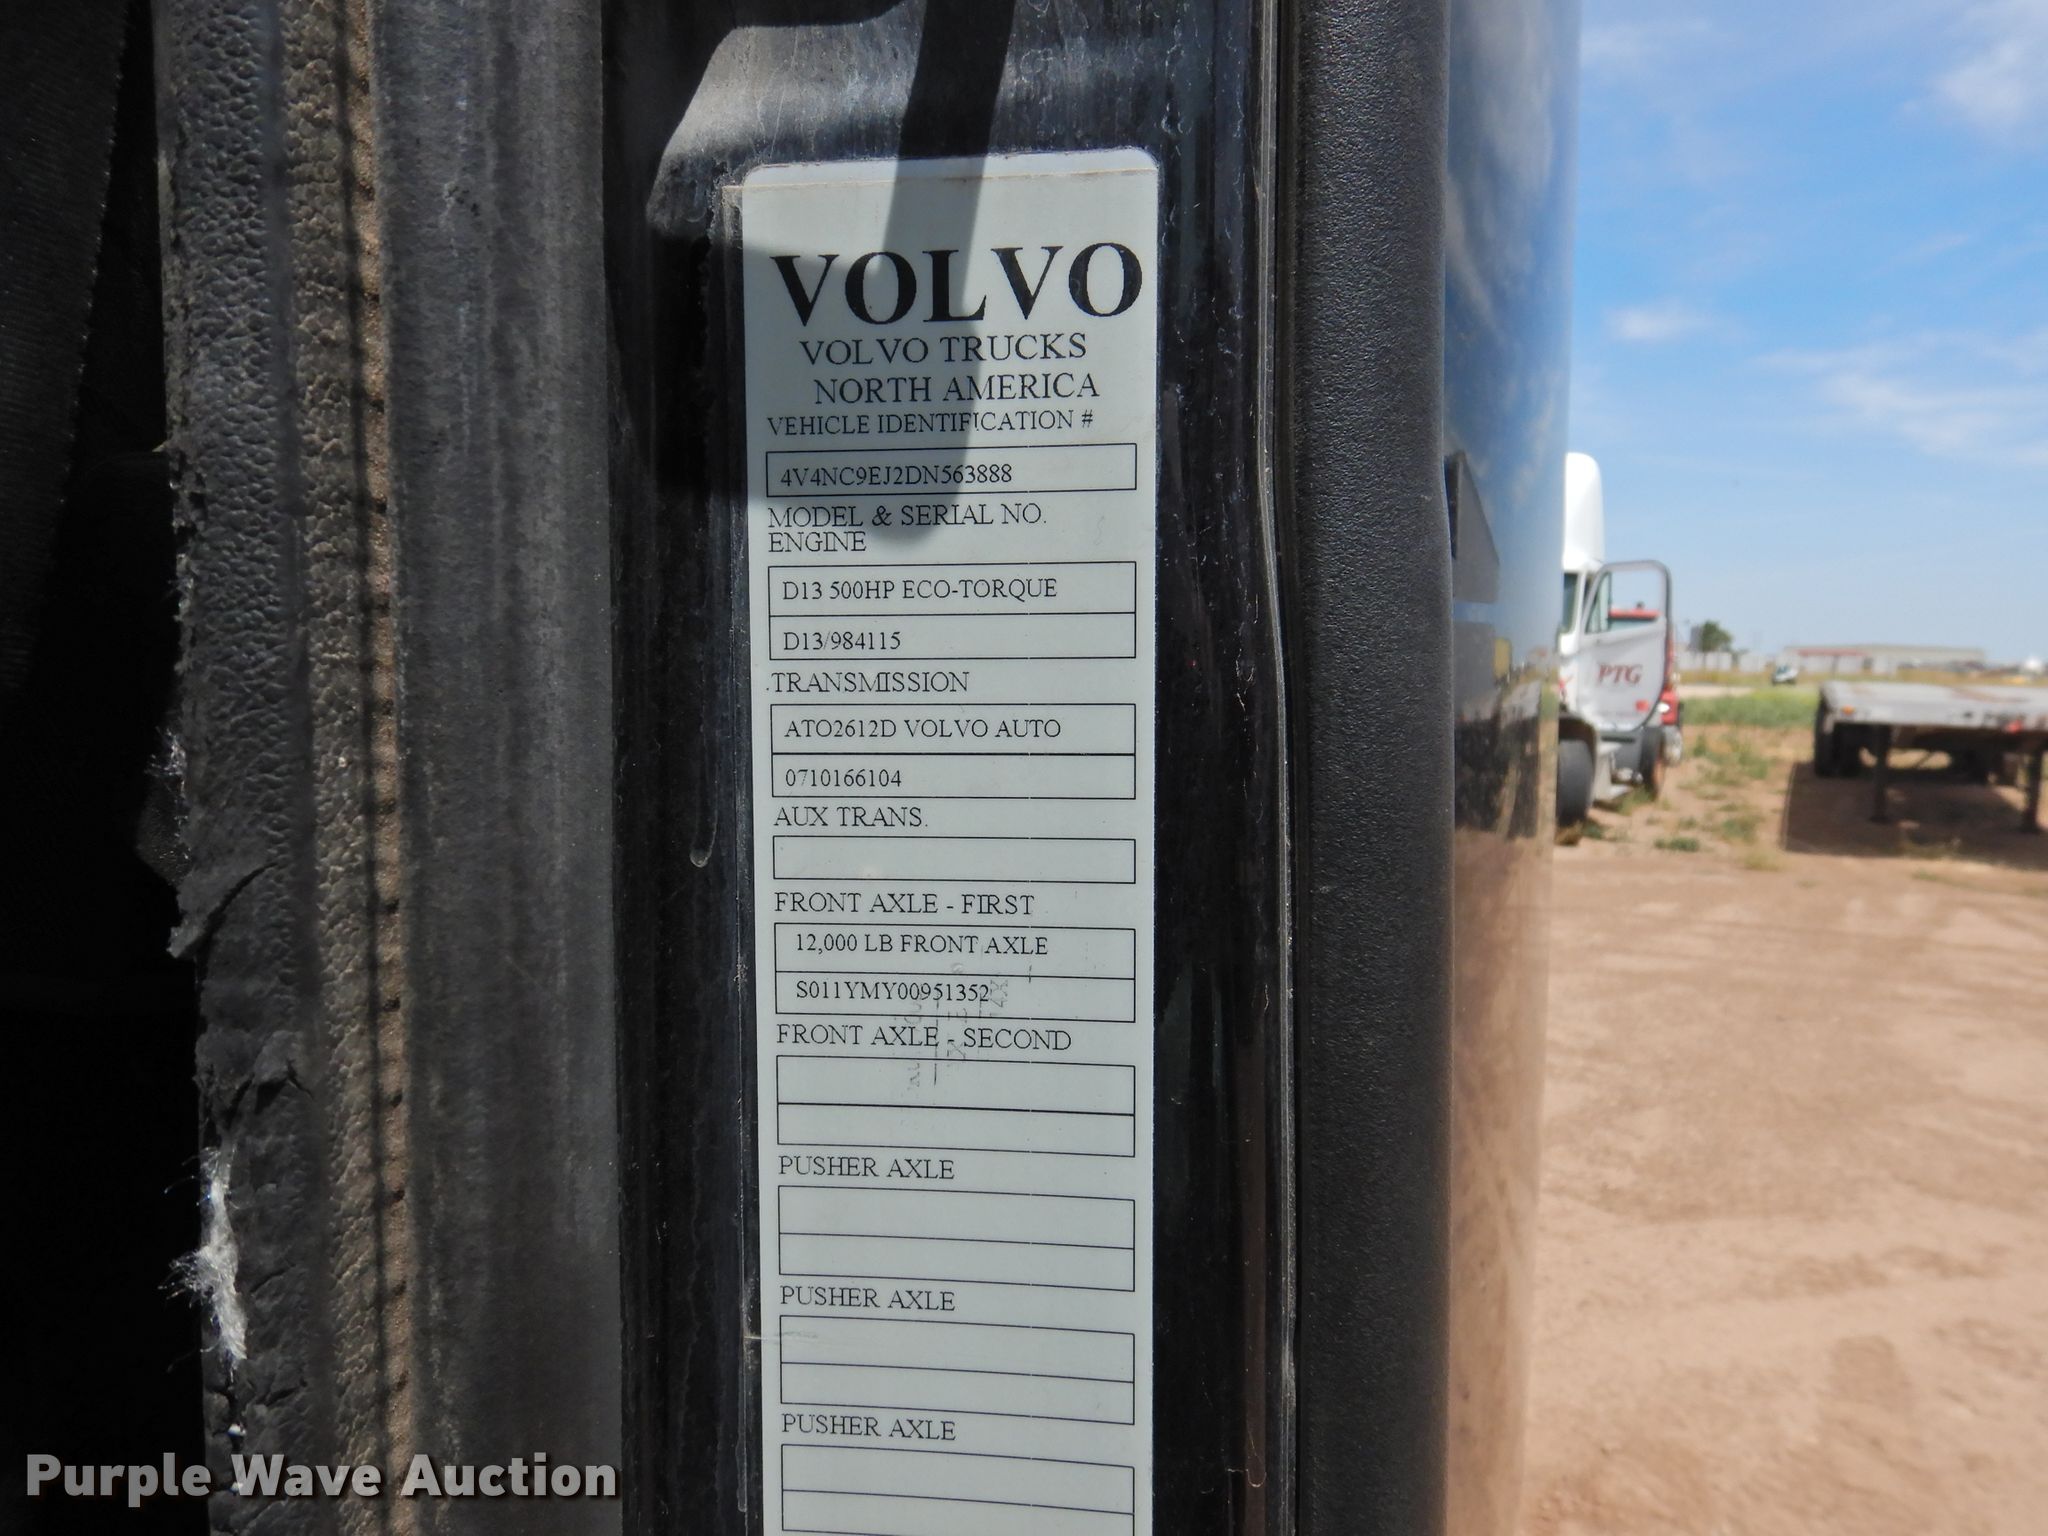 VOLVO
VOLVO TRUCKS
NORTH AMERICA
VEHICLE IDENTIFICATION #
4V4NC9EJ2DN563888
MODEL & SERIAL NO.
ENGINE
D13 500HP ECO-TORQUE
D13/984115
TRANSMISSION
ATO2612D VOLVO AUTO
0710166104
AUX TRANS.
FRONT AXLE - FIRST
12,000 LB FRONT AXLE
S011YMY00951352
FRONT AXLE - SECOND
PUSHER AXLE
PUSHER AXLE
PUSHER AXLE
PTG
Purple Wave Auction